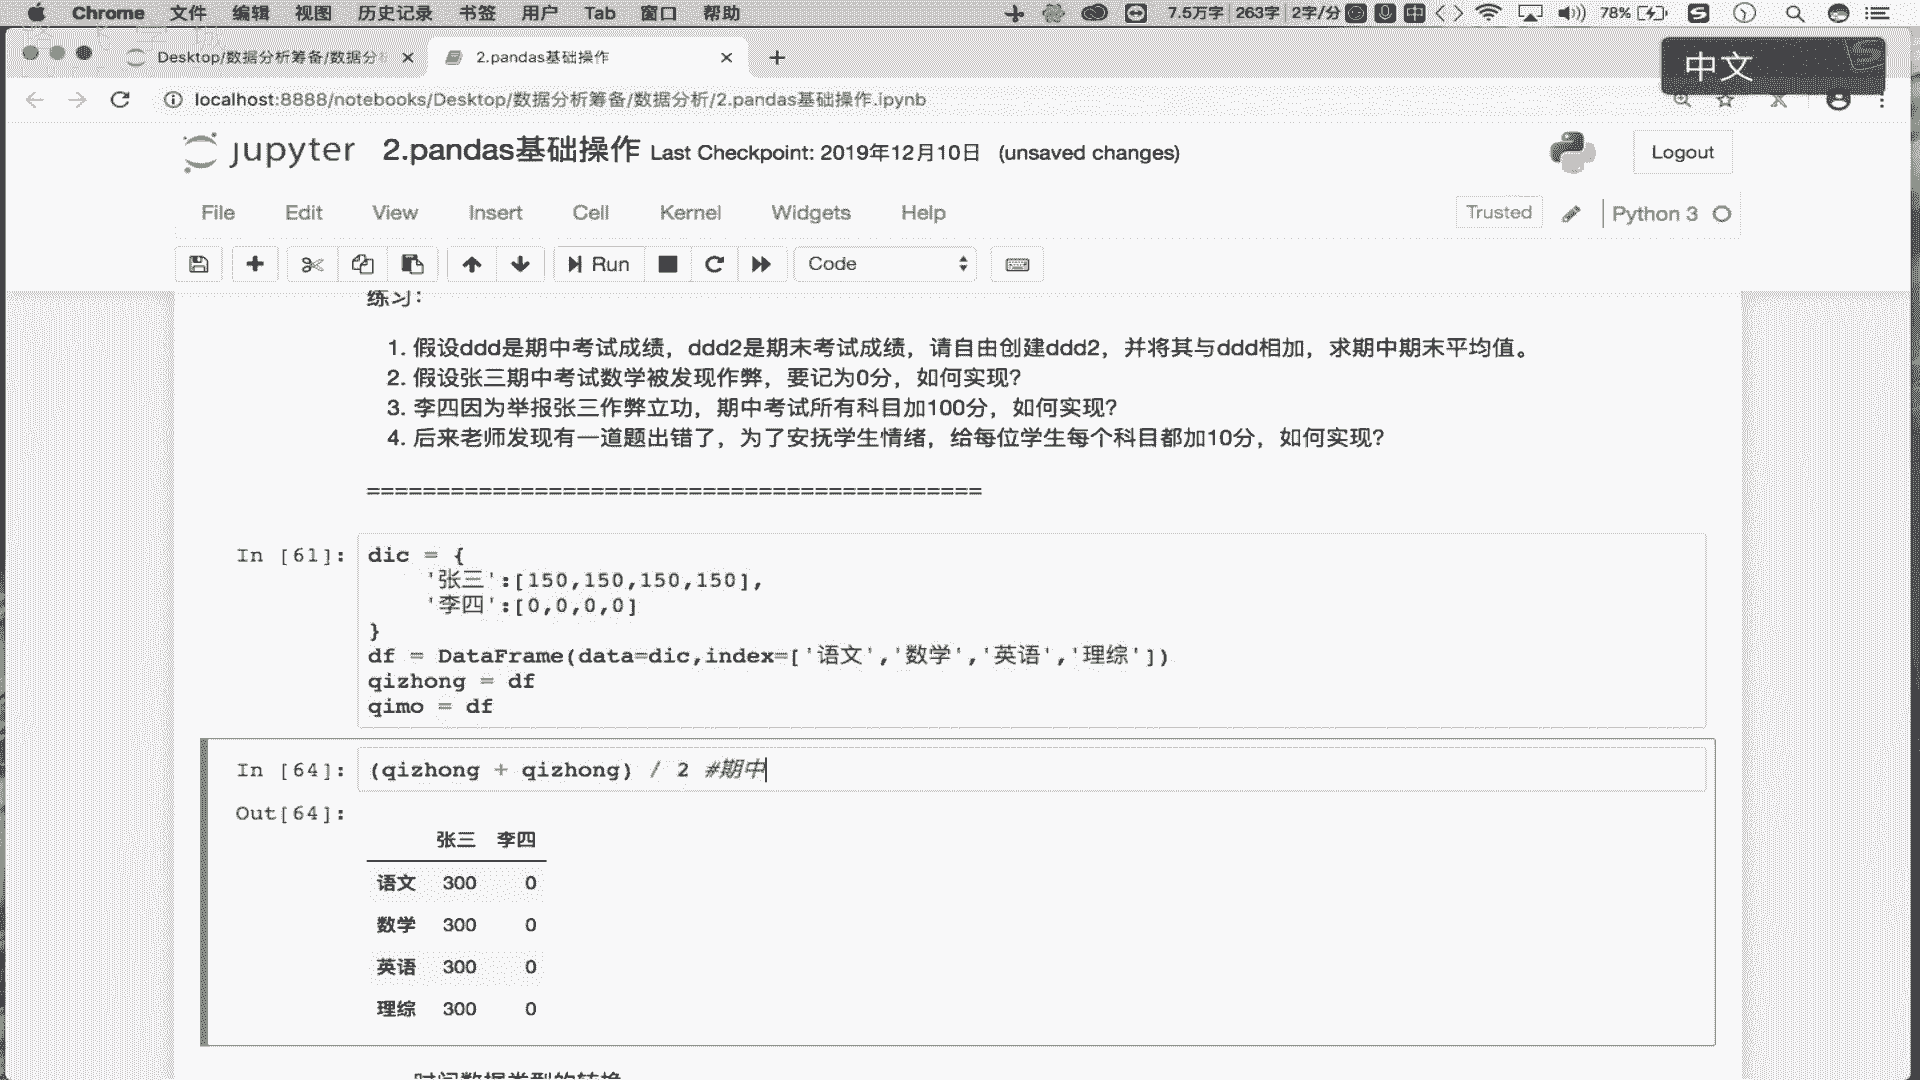 Chrome 文件 编辑 视图 历史记录 书签 用户 Tab 窗口 帮助 7.5万字 263字 2字/分 中 78%
Desktop/数据分析筹备/数据分 2.pandas基础操作
中文
localhost:8888/notebooks/Desktop/数据分析筹备/数据分析/2.pandas基础操作.ipynb
jupyter 2.pandas基础操作 Last Checkpoint: 2019年12月10日 (unsaved changes) Logout
File Edit View Insert Cell Kernel Widgets Help Trusted Python 3
Run Code
练习：
1. 假设ddd是期中考试成绩，ddd2是期末考试成绩，请自由创建ddd2，并将其与ddd相加，求期中期末平均值。
2. 假设张三期中考试数学被发现作弊，要记为0分，如何实现？
3. 李四因为举报张三作弊立功，期中考试所有科目加100分，如何实现？
4. 后来老师发现有一道题出错了，为了安抚学生情绪，给每位学生每个科目都加10分，如何实现？
============================================
In [61]: dic = {
'张三':[150,150,150,150],
'李四':[0,0,0,0]
}
df = DataFrame(data=dic,index=['语文','数学','英语','理综'])
qizhong = df
qimo = df
In [64]: (qizhong + qizhong) / 2 #期中
Out[64]:
张三 李四
语文 300 0
数学 300 0
英语 300 0
理综 300 0
时间数据类型的转换